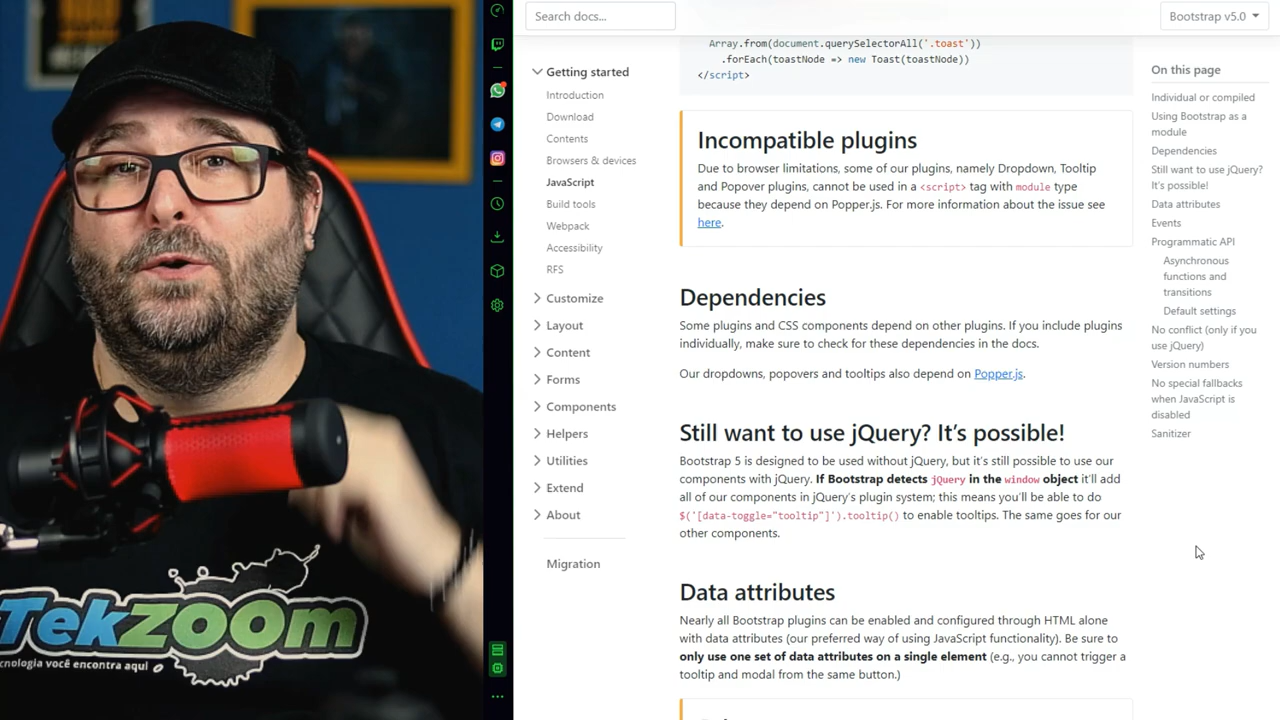 TekzoOm
cnologia você encontra aqui
Search docs...
Bootstrap v5.0
Getting started
Introduction
Download
Contents
Browsers & devices
JavaScript
Build tools
Webpack
Accessibility
RFS
Customize
Layout
Content
Forms
Components
Helpers
Utilities
Extend
About
Migration
Array.from(document.querySelectorAll('.toast'))
.forEach(toastNode => new Toast(toastNode))
</script>
Incompatible plugins
Due to browser limitations, some of our plugins, namely Dropdown, Tooltip
and Popover plugins, cannot be used in a <script> tag with module type
because they depend on Popper.js. For more information about the issue see
here.
Dependencies
Some plugins and CSS components depend on other plugins. If you include plugins
individually, make sure to check for these dependencies in the docs.
Our dropdowns, popovers and tooltips also depend on Popper.js.
Still want to use jQuery? It's possible!
Bootstrap 5 is designed to be used without jQuery, but it's still possible to use our
components with jQuery. If Bootstrap detects jQuery in the window object it'll add
all of our components in jQuery's plugin system; this means you'll be able to do
$('[data-toggle="tooltip"]').tooltip() to enable tooltips. The same goes for our
other components.
Data attributes
Nearly all Bootstrap plugins can be enabled and configured through HTML alone
with data attributes (our preferred way of using JavaScript functionality). Be sure to
only use one set of data attributes on a single element (e.g., you cannot trigger a
tooltip and modal from the same button.)
On this page
Individual or compiled
Using Bootstrap as a
module
Dependencies
Still want to use jQuery?
It's possible!
Data attributes
Events
Programmatic API
Asynchronous
functions and
transitions
Default settings
No conflict (only if you
use jQuery)
Version numbers
No special fallbacks
when JavaScript is
disabled
Sanitizer